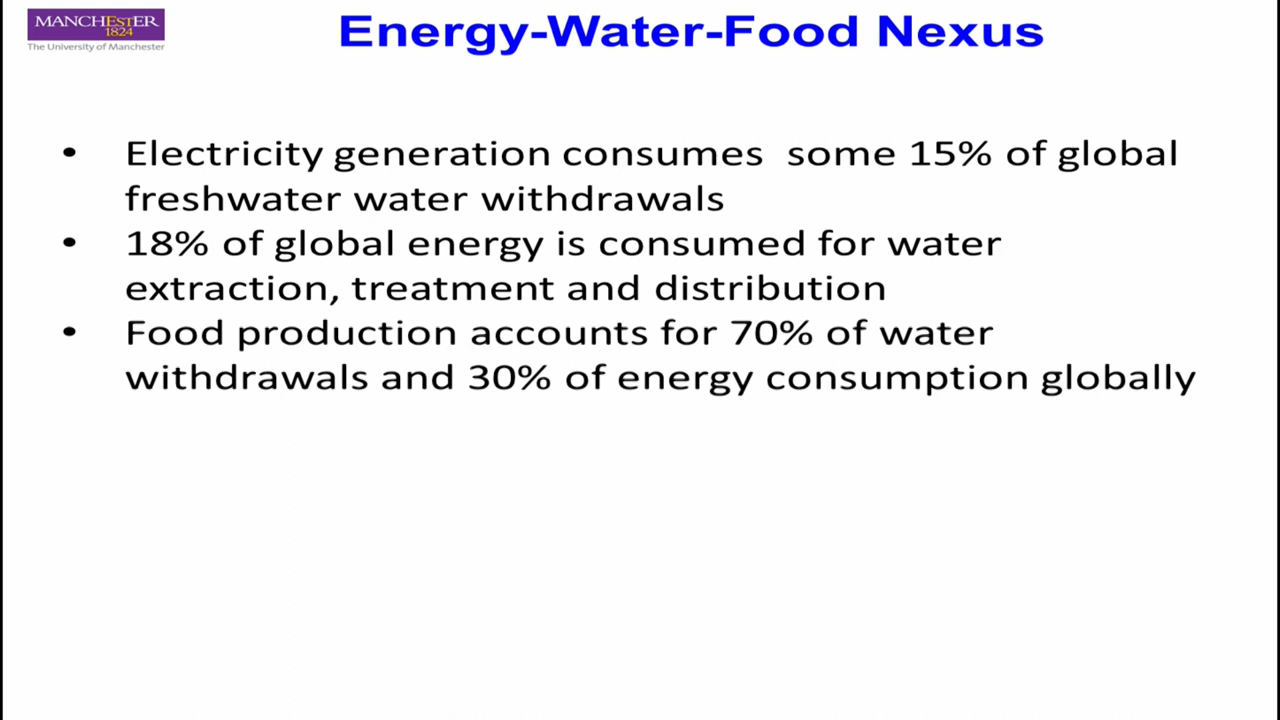 MANCHESTER
1824
The University of Manchester
Energy-Water-Food Nexus
• Electricity generation consumes  some 15% of global
freshwater water withdrawals
• 18% of global energy is consumed for water
extraction, treatment and distribution
• Food production accounts for 70% of water
withdrawals and 30% of energy consumption globally